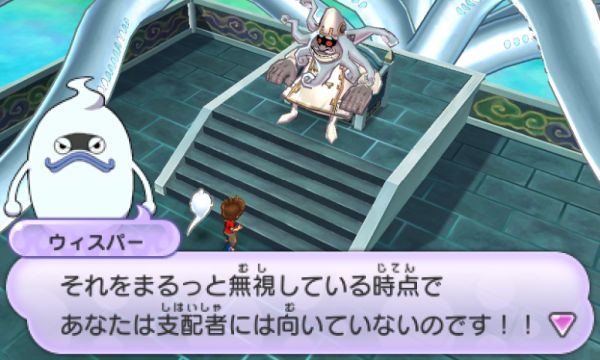 ウィスパー
それをまるっと無視している時点で
あなたは支配者には向いていないのです！！